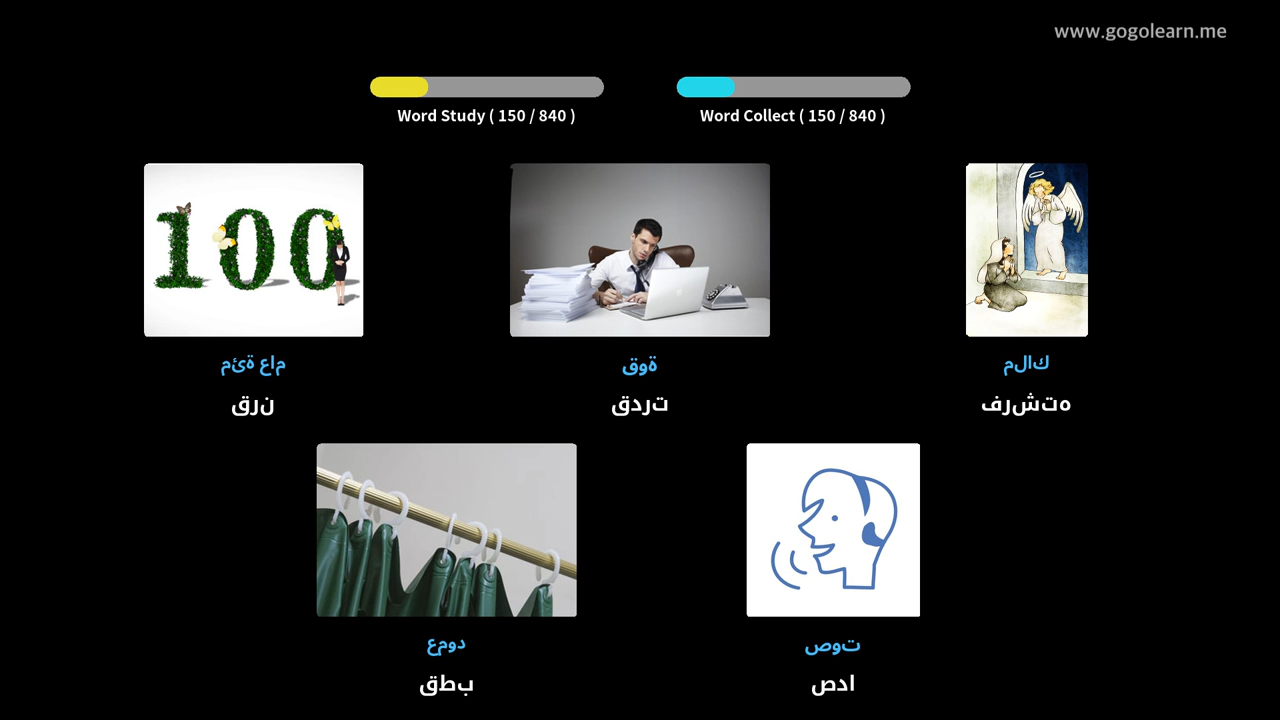 www.gogolearn.me
Word Study ( 150 / 840 )
Word Collect ( 150 / 840 )
ماع ةئم
نرق
ةوق
تردق
كالم
هتشرف
دومع
بطق
توص
ادص